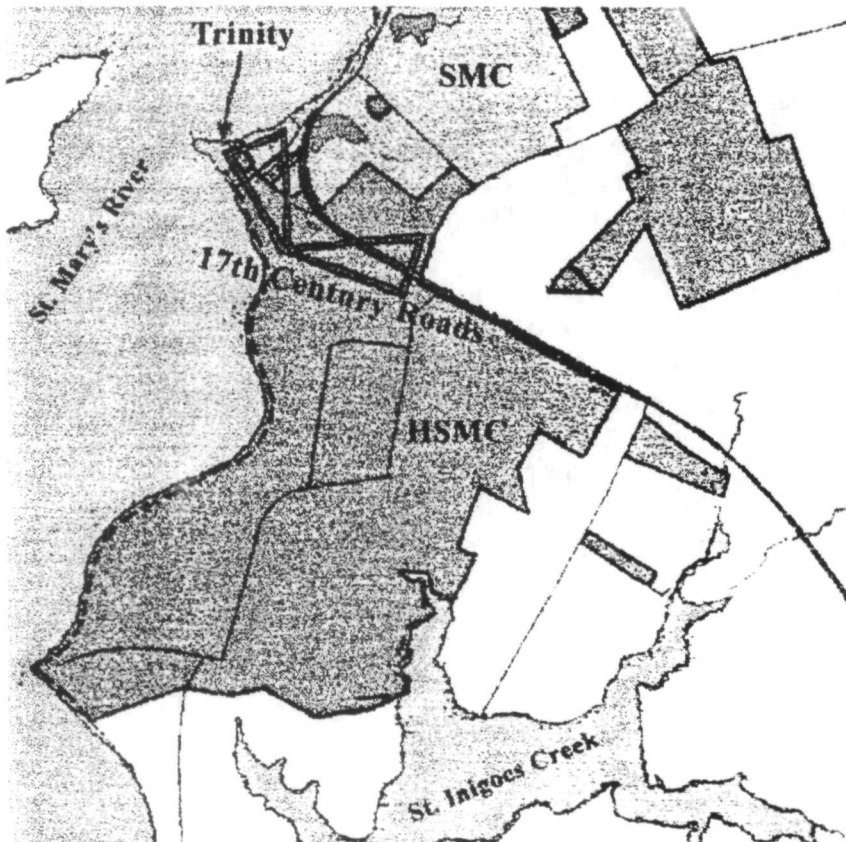 Trinity
SMC
St. Mary's River
17th Century Roads
HSMC
St. Inigoes Creek